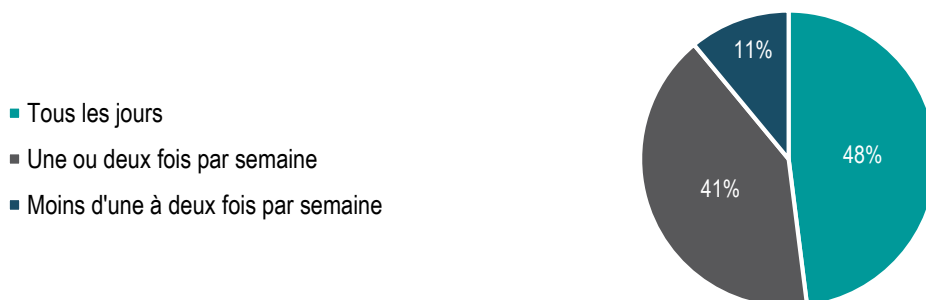 11%
Tous les jours
48%
Une ou deux fois par semaine
41%
Moins d'une à deux fois par semaine